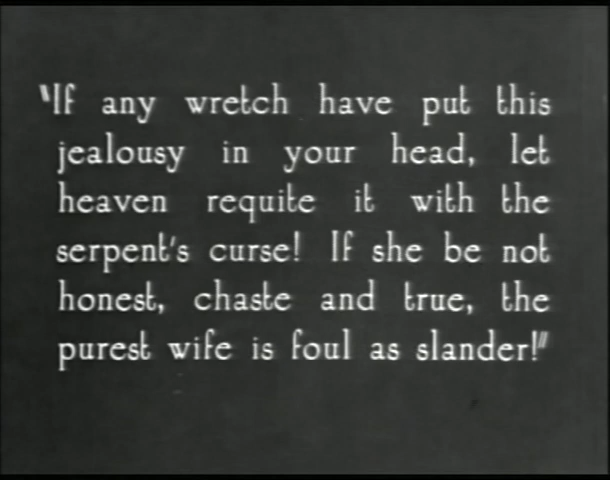 "If any wretch have put this
jealousy in your head, let
heaven requite it with the
serpent's curse! If she be not
honest, chaste and true, the
purest wife is foul as slander!"